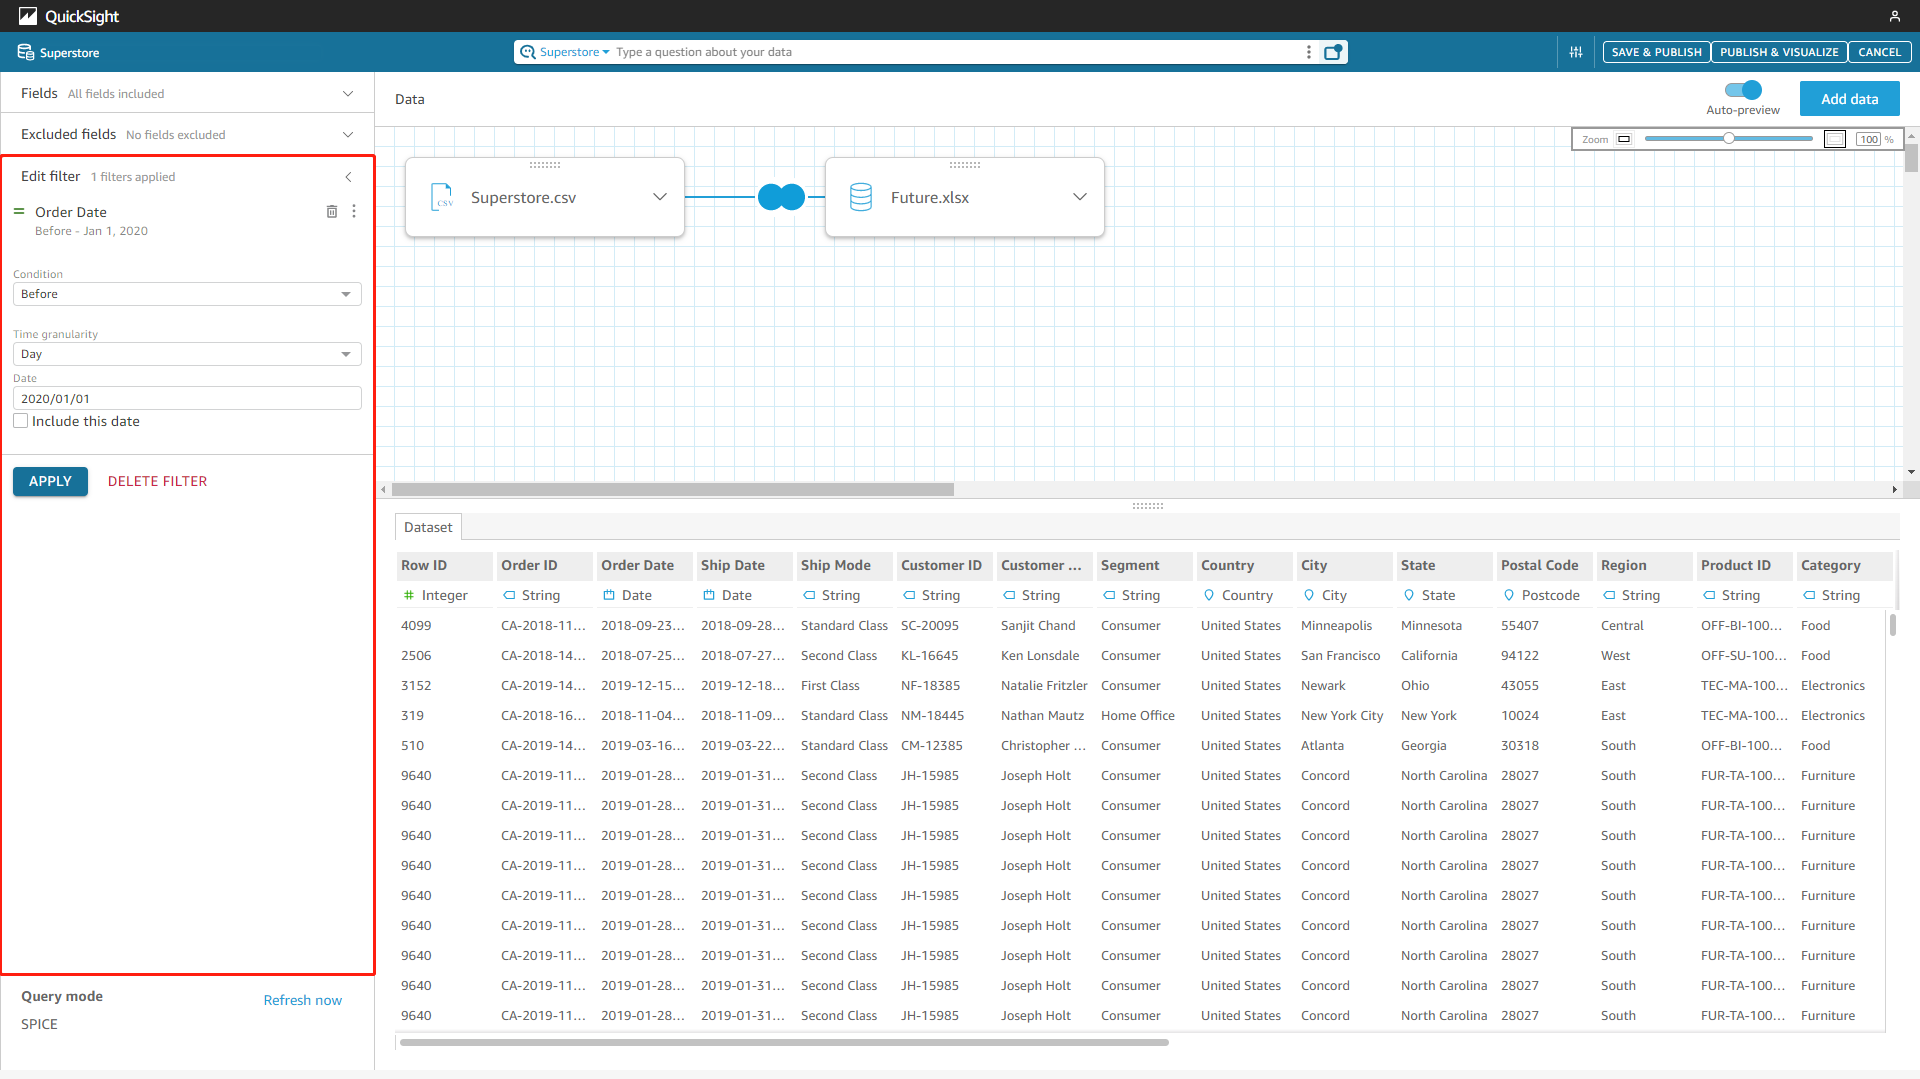 QuickSight
Superstore
Superstore Type a question about your data
SAVE & PUBLISH PUBLISH & VISUALIZE CANCEL
Fields All fields included
Excluded fields No fields excluded
Edit filter 1 filters applied
Order Date
Before - Jan 1, 2020
Condition
Before
Time granularity
Day
Date
2020/01/01
Include this date
APPLY DELETE FILTER
Query mode
Refresh now
SPICE
Data
Auto-preview
Add data
Zoom 100 %
CSV Superstore.csv
Future.xlsx
Dataset
Row ID Order ID Order Date Ship Date Ship Mode Customer ID Customer ... Segment Country City State Postal Code Region Product ID Category
# Integer String Date Date String String String String Country City State Postcode String String String
4099 CA-2018-11... 2018-09-23... 2018-09-28... Standard Class SC-20095 Sanjit Chand Consumer United States Minneapolis Minnesota 55407 Central OFF-BI-100... Food
2506 CA-2018-14... 2018-07-25... 2018-07-27... Second Class KL-16645 Ken Lonsdale Consumer United States San Francisco California 94122 West OFF-SU-100... Food
3152 CA-2019-14... 2019-12-15... 2019-12-18... First Class NF-18385 Natalie Fritzler Consumer United States Newark Ohio 43055 East TEC-MA-100... Electronics
319 CA-2018-16... 2018-11-04... 2018-11-09... Standard Class NM-18445 Nathan Mautz Home Office United States New York City New York 10024 East TEC-MA-100... Electronics
510 CA-2019-14... 2019-03-16... 2019-03-22... Standard Class CM-12385 Christopher ... Consumer United States Atlanta Georgia 30318 South OFF-BI-100... Food
9640 CA-2019-11... 2019-01-28... 2019-01-31... Second Class JH-15985 Joseph Holt Consumer United States Concord North Carolina 28027 South FUR-TA-100... Furniture
9640 CA-2019-11... 2019-01-28... 2019-01-31... Second Class JH-15985 Joseph Holt Consumer United States Concord North Carolina 28027 South FUR-TA-100... Furniture
9640 CA-2019-11... 2019-01-28... 2019-01-31... Second Class JH-15985 Joseph Holt Consumer United States Concord North Carolina 28027 South FUR-TA-100... Furniture
9640 CA-2019-11... 2019-01-28... 2019-01-31... Second Class JH-15985 Joseph Holt Consumer United States Concord North Carolina 28027 South FUR-TA-100... Furniture
9640 CA-2019-11... 2019-01-28... 2019-01-31... Second Class JH-15985 Joseph Holt Consumer United States Concord North Carolina 28027 South FUR-TA-100... Furniture
9640 CA-2019-11... 2019-01-28... 2019-01-31... Second Class JH-15985 Joseph Holt Consumer United States Concord North Carolina 28027 South FUR-TA-100... Furniture
9640 CA-2019-11... 2019-01-28... 2019-01-31... Second Class JH-15985 Joseph Holt Consumer United States Concord North Carolina 28027 South FUR-TA-100... Furniture
9640 CA-2019-11... 2019-01-28... 2019-01-31... Second Class JH-15985 Joseph Holt Consumer United States Concord North Carolina 28027 South FUR-TA-100... Furniture
9640 CA-2019-11... 2019-01-28... 2019-01-31... Second Class JH-15985 Joseph Holt Consumer United States Concord North Carolina 28027 South FUR-TA-100... Furniture